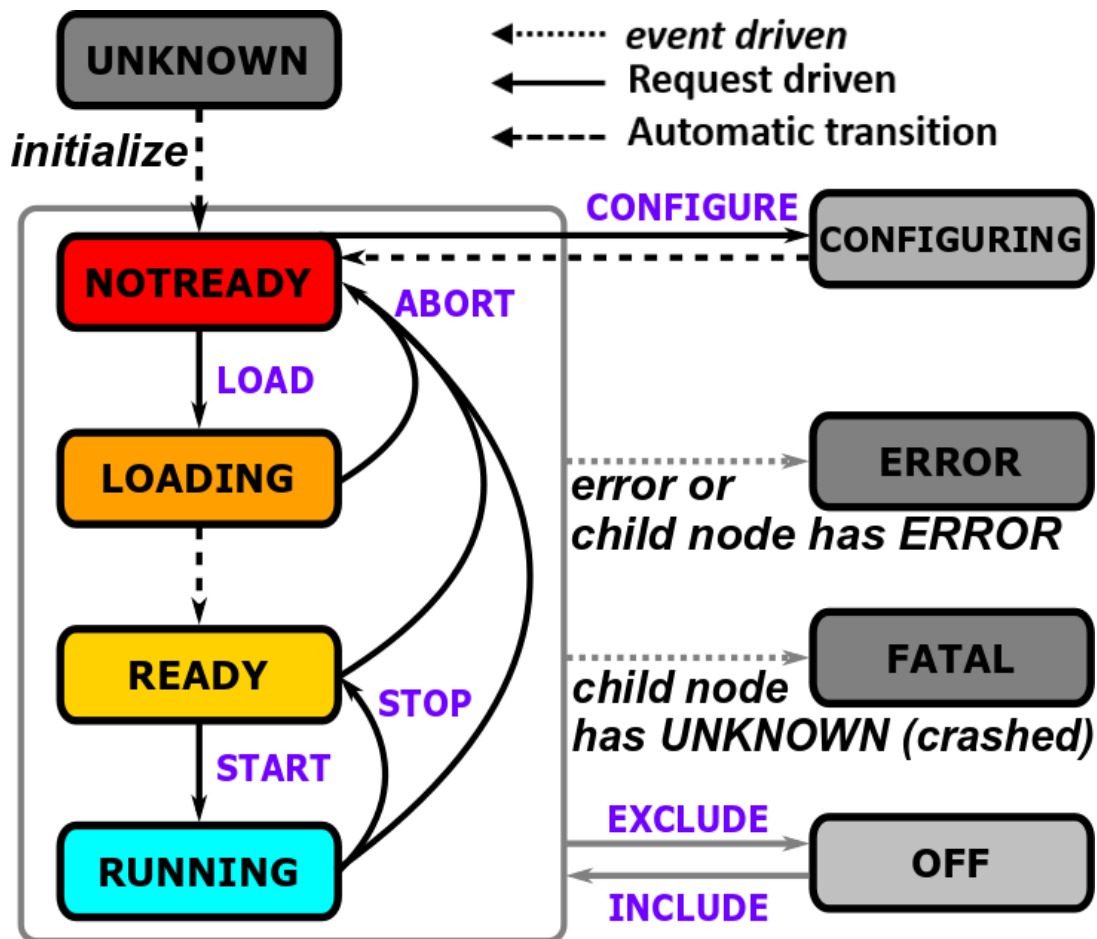 UNKNOWN
event driven
Request driven
Automatic transition
initialize
CONFIGURE
CONFIGURING
NOTREADY
ABORT
LOAD
LOADING
ERROR
error or
child node has ERROR
READY
FATAL
STOP
child node
has UNKNOWN (crashed)
START
EXCLUDE
RUNNING
OFF
INCLUDE